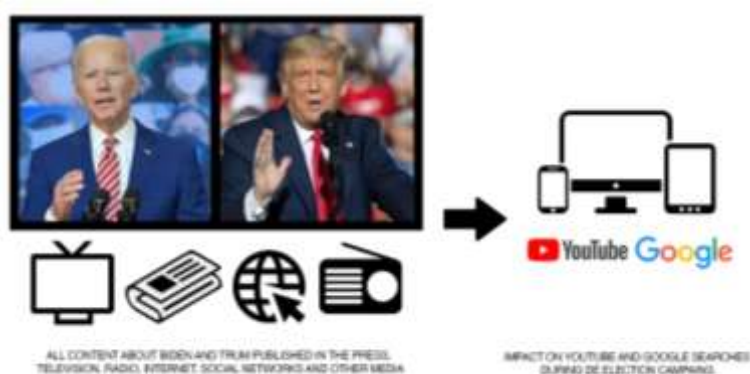 YouTube Google
ALL CONTENT ABOUT BIDEN AND TRUM PUBLISHED IN THE PRESS,
TELEVISION, RADIO, INTERNET, SOCIAL NETWORKS AND OTHER MEDIA
IMPACT ON YOUTUBE AND GOOGLE SEARCHES
DURING DE ELECTION CAMPAING.